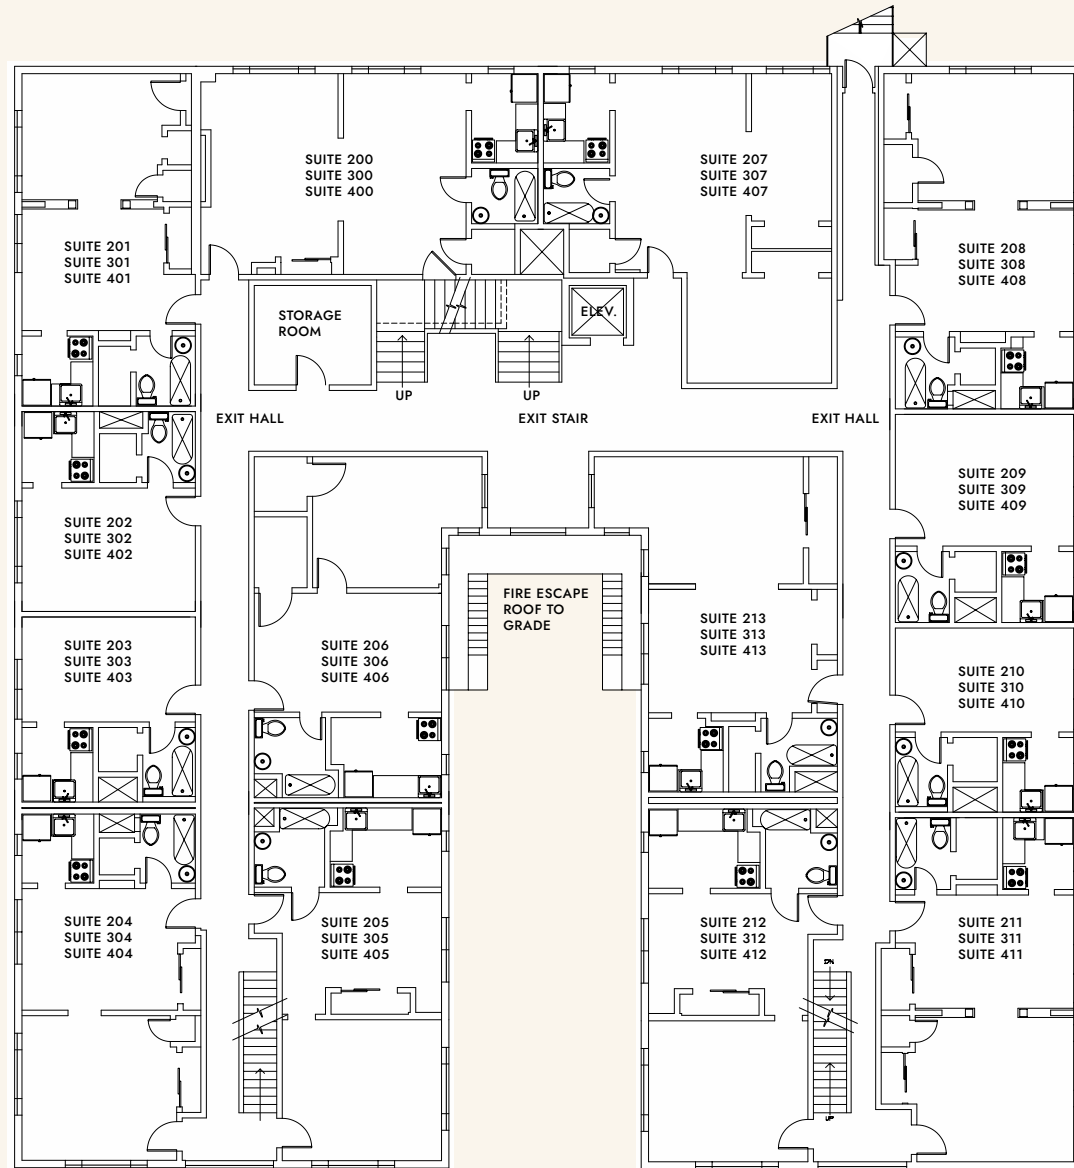 SUITE 200
SUITE 300
SUITE 400
SUITE 207
SUITE 307
SUITE 407
SUITE 201
SUITE 301
SUITE 401
SUITE 208
SUITE 308
SUITE 408
STORAGE
ROOM
ELEV.
UP
UP
EXIT HALL
EXIT STAIR
EXIT HALL
SUITE 202
SUITE 302
SUITE 402
SUITE 209
SUITE 309
SUITE 409
FIRE ESCAPE
ROOF TO
GRADE
SUITE 203
SUITE 303
SUITE 403
SUITE 206
SUITE 306
SUITE 406
SUITE 213
SUITE 313
SUITE 413
SUITE 210
SUITE 310
SUITE 410
SUITE 204
SUITE 304
SUITE 404
SUITE 205
SUITE 305
SUITE 405
SUITE 212
SUITE 312
SUITE 412
SUITE 211
SUITE 311
SUITE 411
UP